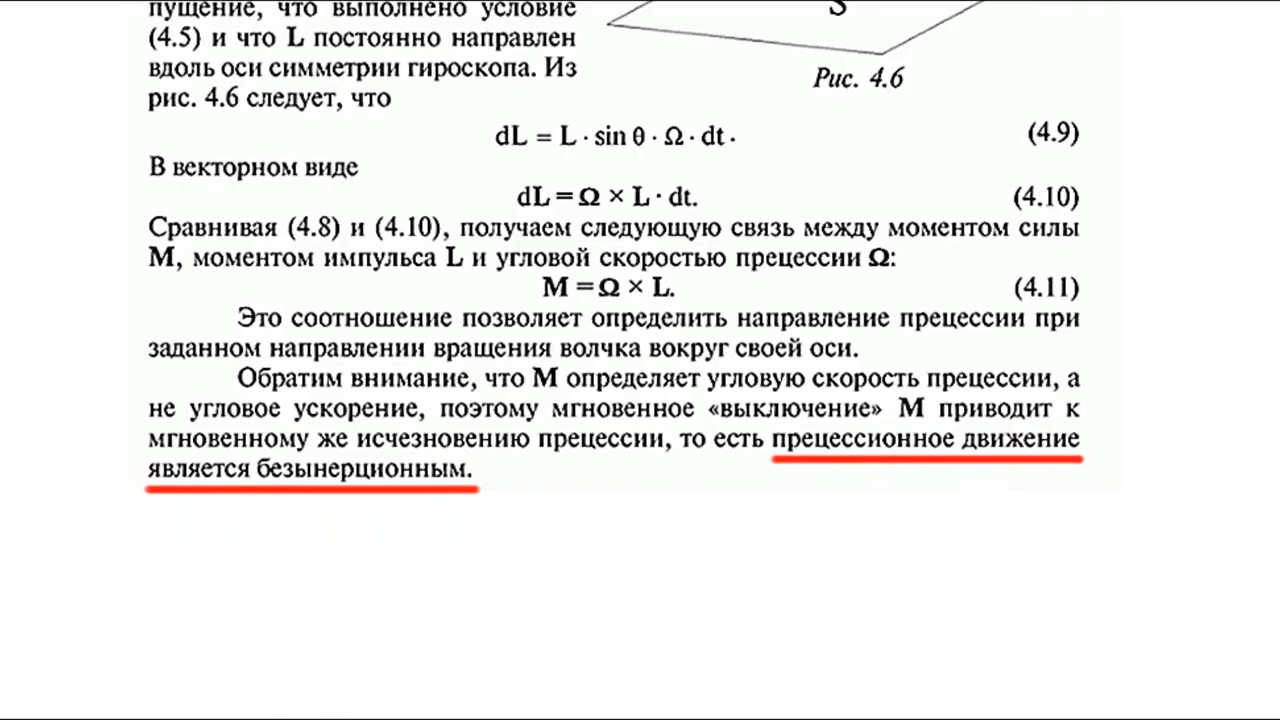 пущение, что выполнено условие
(4.5) и что L постоянно направлен
вдоль оси симметрии гироскопа. Из
рис. 4.6 следует, что
S
Рис. 4.6
dL = L · sin θ · Ω · dt · (4.9)
В векторном виде
dL = Ω × L · dt. (4.10)
Сравнивая (4.8) и (4.10), получаем следующую связь между моментом силы
M, моментом импульса L и угловой скоростью прецессии Ω:
M = Ω × L. (4.11)
Это соотношение позволяет определить направление прецессии при
заданном направлении вращения волчка вокруг своей оси.
Обратим внимание, что M определяет угловую скорость прецессии, а
не угловое ускорение, поэтому мгновенное «выключение» M приводит к
мгновенному же исчезновению прецессии, то есть прецессионное движение
является безынерционным.